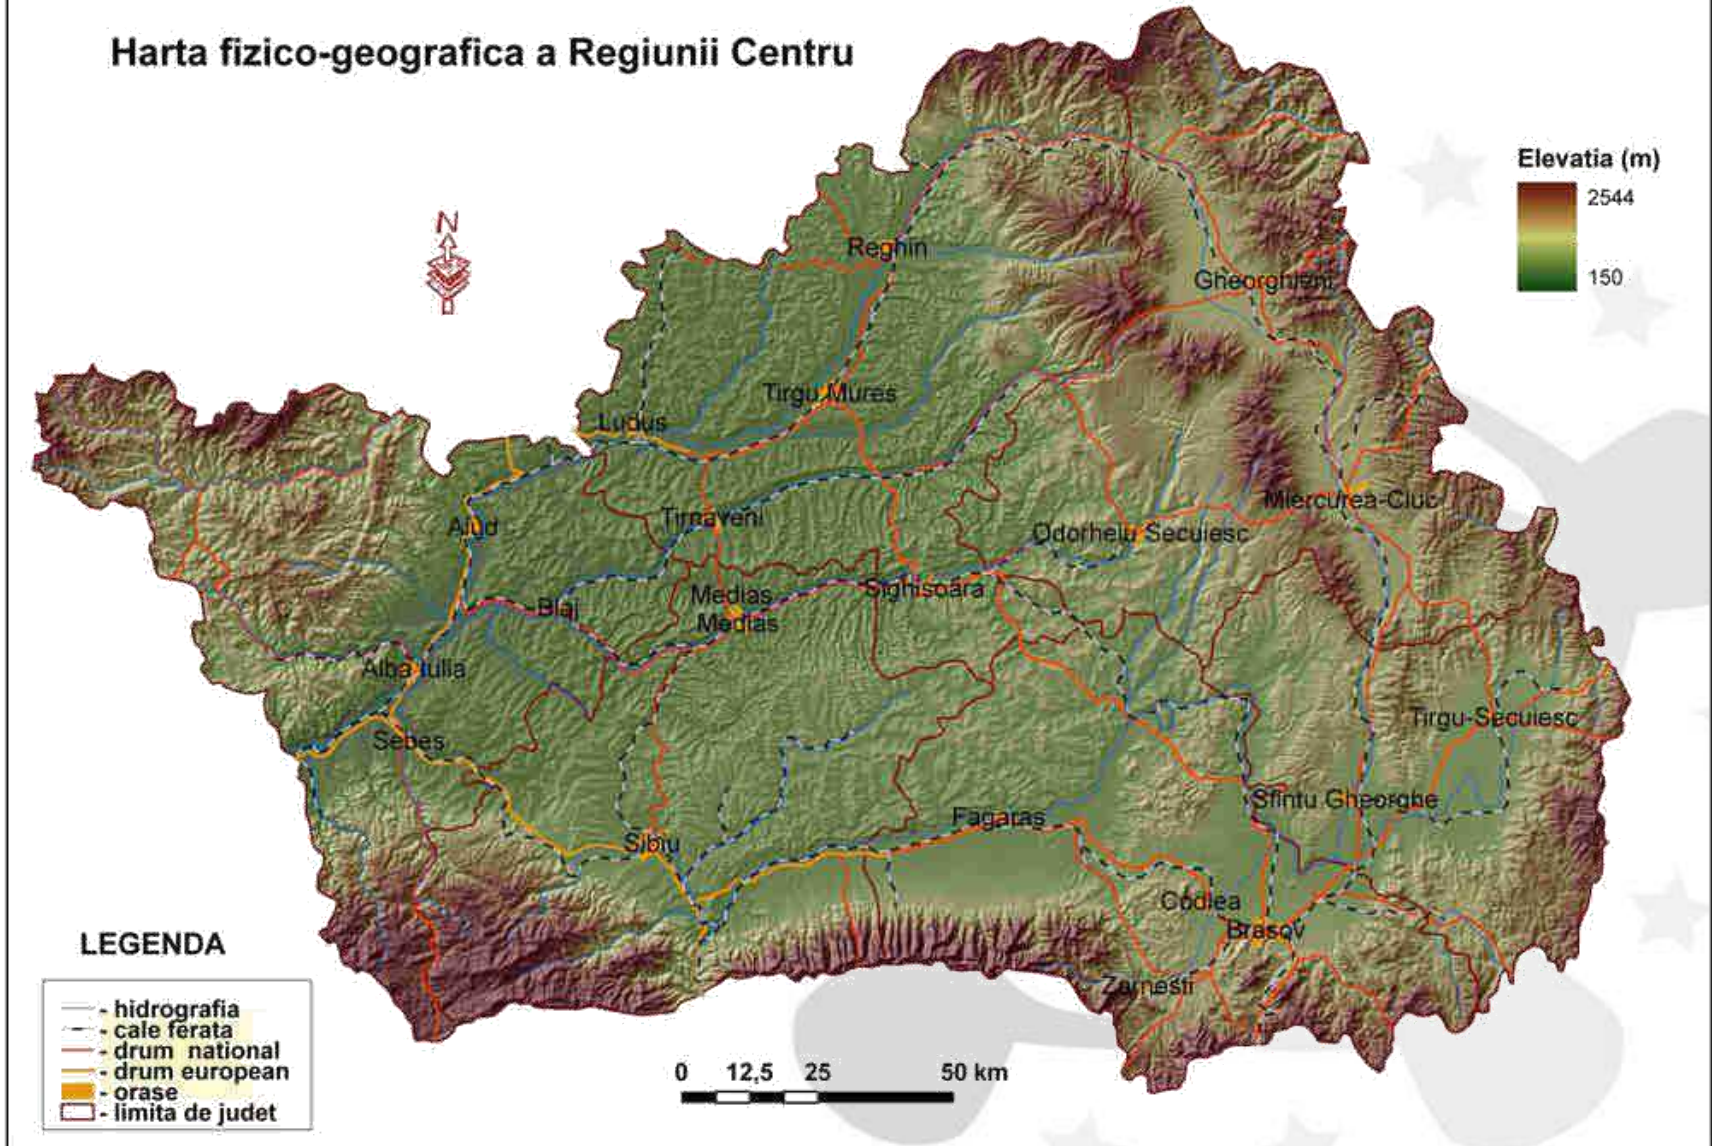 Harta fizico-geografica a Regiunii Centru
Elevatia (m)
2544
150
N
Reghin
Gheorghieni
Tirgu Mures
Ludus
Miercurea-Ciuc
Aiud
Tirnaveni
Odorheiu Secuiesc
Blaj
Medias
Medias
Sighisoara
Alba Iulia
Sebes
Tirgu-Secuiesc
Sfintu Gheorghe
Fagaras
Sibiu
Codlea
Brasov
Zarnesti
LEGENDA
- hidrografia
- cale ferata
- drum national
- drum european
- orase
- limita de judet
0 12,5 25 50 km